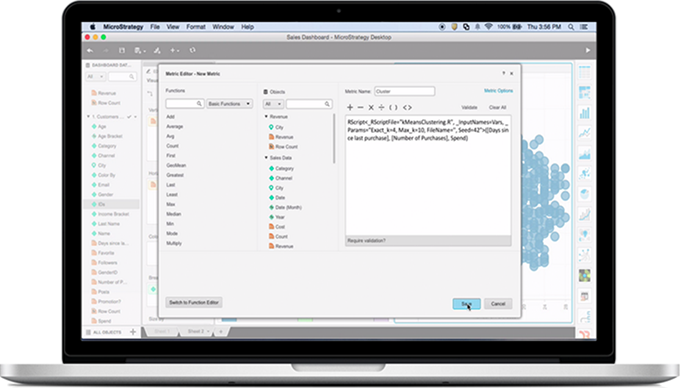 MicroStrategy File View Format Data Window Help
100% Thu 3:56 PM
Sales Dashboard - MicroStrategy Desktop
DASHBOARD DAT...
All
Revenue
Row Count
1. Customers ...
Age
Age Bracket
Category
Channel
City
Color By
Email
Gender
IDs
Income Bracket
Last Name
Name
Days since la...
Favorite
Followers
GenderID
Number of P...
Posts
Promotion?
Row Count
Spend
ALL OBJECTS
Metric Editor - New Metric
? ×
Functions
Basic Functions
Add
Average
Avg
Count
First
GeoMean
Greatest
Last
Least
Max
Median
Min
Mode
Multiply
Switch to Function Editor
Objects
All
Revenue
City
Revenue
Row Count
Sales Data
Category
Channel
City
Date
Date (Month)
Year
Cost
Count
Revenue
Metric Name: Cluster
Metric Options
+ − × ÷ ( ) { } <>
Validate Clear All
RScript<_RScriptFile="kMeansClustering.R", _InputNames=Vars, _
Params="Exact_k=4, Max_k=10, FileName='', Seed=42">([Days sin
ce last purchase], [Number of Purchases], Spend)
Require validation?
Save
Cancel
Sheet 1
Sheet 2